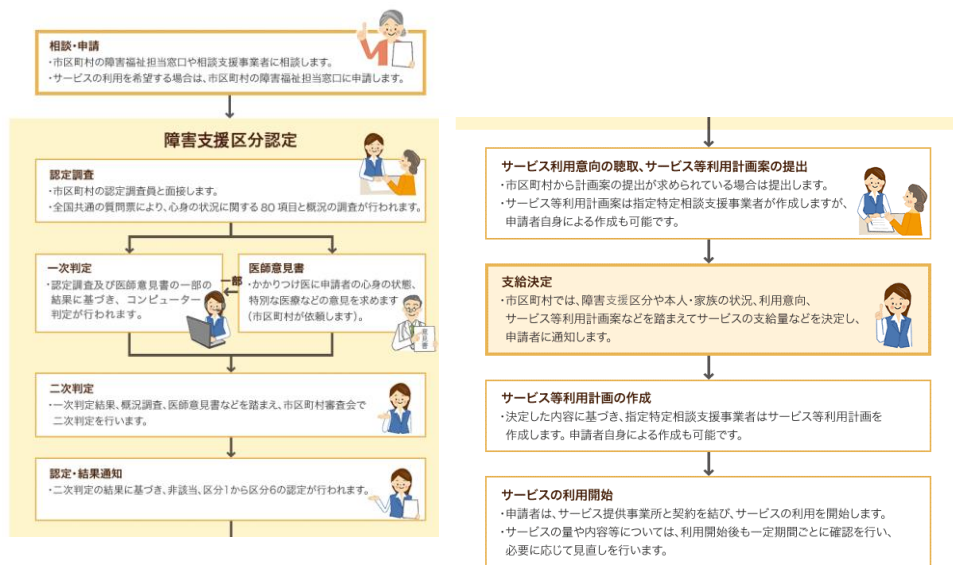 相談・申請
・市区町村の障害福祉担当窓口や相談支援事業者に相談します。
・サービスの利用を希望する場合は、市区町村の障害福祉担当窓口に申請します。
障害支援区分認定
認定調査
・市区町村の認定調査員と面接します。
・全国共通の質問票により、心身の状況に関する80項目と概況の調査が行われます。
一次判定
・認定調査及び医師意見書の一部の
結果に基づき、コンピューター
判定が行われます。
一部
医師意見書
・かかりつけ医に申請者の心身の状態、
特別な医療などの意見を求めます
(市区町村が依頼します)。
意見書
二次判定
・一次判定結果、概況調査、医師意見書などを踏まえ、市区町村審査会で
二次判定を行います。
認定・結果通知
・二次判定の結果に基づき、非該当、区分1から区分6の認定が行われます。
サービス利用意向の聴取、サービス等利用計画案の提出
・市区町村から計画案の提出が求められている場合は提出します。
・サービス等利用計画案は指定特定相談支援事業者が作成しますが、
申請者自身による作成も可能です。
支給決定
・市区町村では、障害支援区分や本人・家族の状況、利用意向、
サービス等利用計画案などを踏まえてサービスの支給量などを決定し、
申請者に通知します。
サービス等利用計画の作成
・決定した内容に基づき、指定特定相談支援事業者はサービス等利用計画を
作成します。申請者自身による作成も可能です。
サービスの利用開始
・申請者は、サービス提供事業所と契約を結び、サービスの利用を開始します。
・サービスの量や内容等については、利用開始後も一定期間ごとに確認を行い、
必要に応じて見直しを行います。